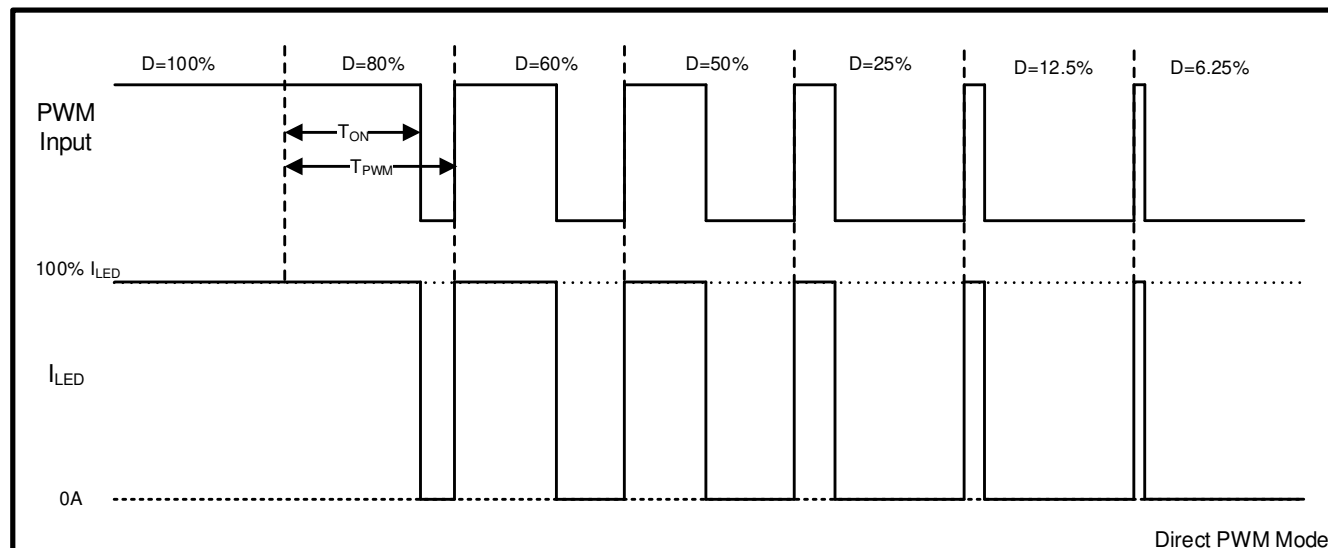 D=100% D=80% D=60% D=50% D=25% D=12.5% D=6.25%
PWM
Input
TON
TPWM
100% ILED
ILED
0A
Direct PWM Mode